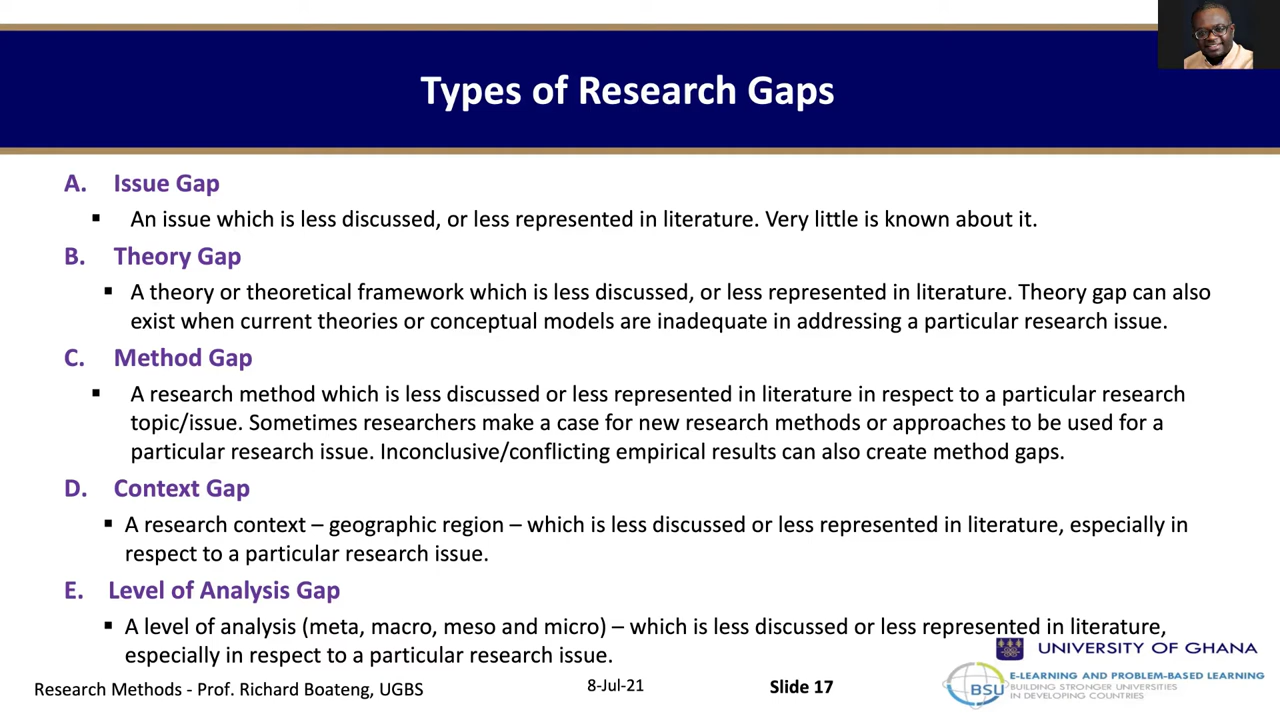 Types of Research Gaps
A. Issue Gap
▪ An issue which is less discussed, or less represented in literature. Very little is known about it.
B. Theory Gap
▪ A theory or theoretical framework which is less discussed, or less represented in literature. Theory gap can also
exist when current theories or conceptual models are inadequate in addressing a particular research issue.
C. Method Gap
▪ A research method which is less discussed or less represented in literature in respect to a particular research
topic/issue. Sometimes researchers make a case for new research methods or approaches to be used for a
particular research issue. Inconclusive/conflicting empirical results can also create method gaps.
D. Context Gap
▪ A research context – geographic region – which is less discussed or less represented in literature, especially in
respect to a particular research issue.
E. Level of Analysis Gap
▪ A level of analysis (meta, macro, meso and micro) – which is less discussed or less represented in literature,
especially in respect to a particular research issue.
UNIVERSITY OF GHANA
BSU
E-LEARNING AND PROBLEM-BASED LEARNING
BUILDING STRONGER UNIVERSITIES
IN DEVELOPING COUNTRIES
Research Methods - Prof. Richard Boateng, UGBS
8-Jul-21
Slide 17